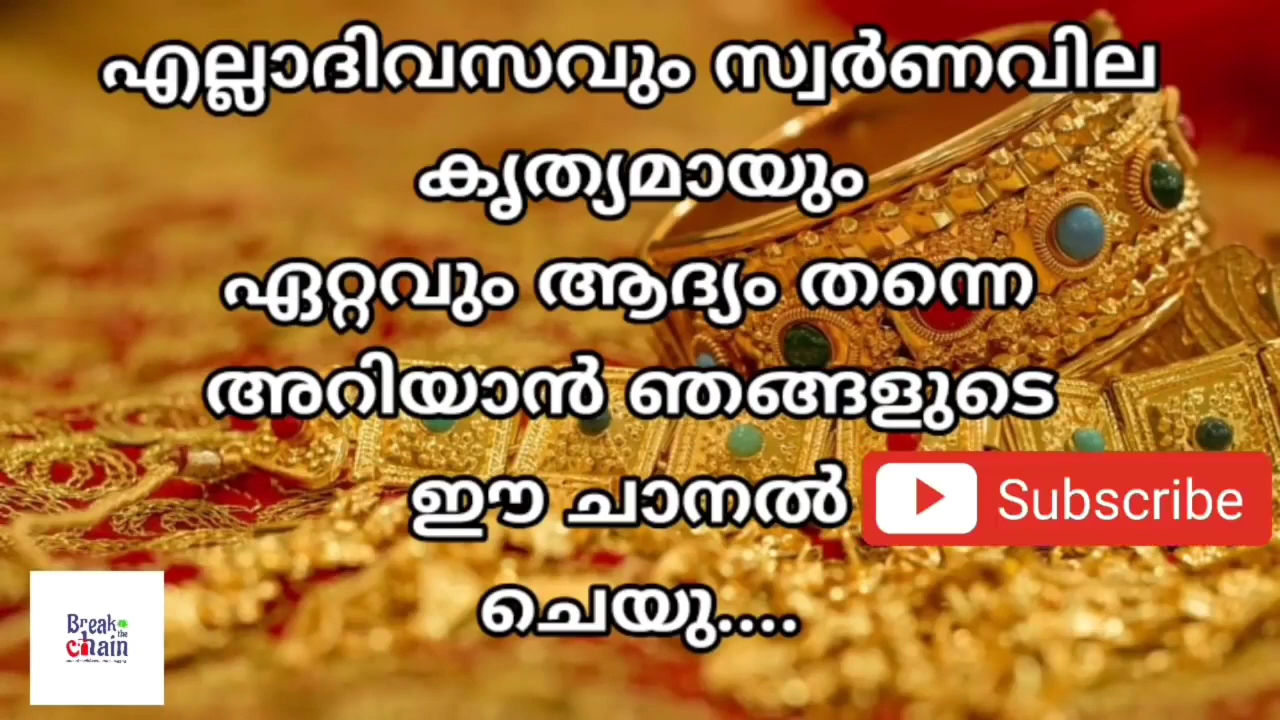 എല്ലാദിവസവും സ്വർണവില
കൃത്യമായും
ഏറ്റവും ആദ്യം തന്നെ
അറിയാൻ ഞങ്ങളുടെ
ഈ ചാനൽ Subscribe
ചെയു....
Break the
chain